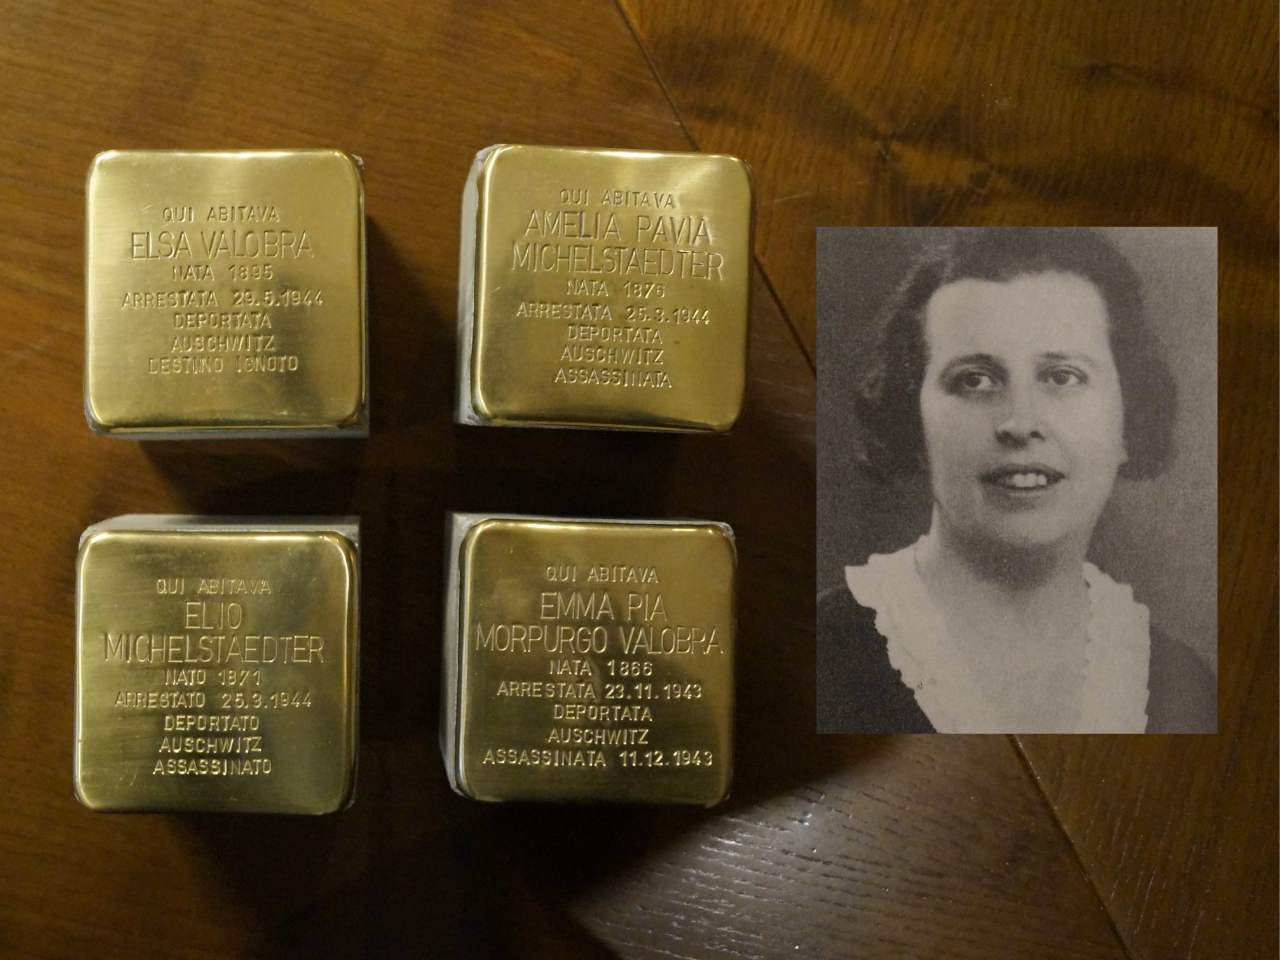 QUI ABITAVA
ELSA VALOBRA
NATA 1895
ARRESTATA 29.5.1944
DEPORTATA
AUSCHWITZ
DESTINO IGNOTO
QUI ABITAVA
AMELIA PAVIA
MICHELSTAEDTER
NATA 1876
ARRESTATA 25.3.1944
DEPORTATA
AUSCHWITZ
ASSASSINATA
QUI ABITAVA
ELIO
MICHELSTAEDTER
NATO 1871
ARRESTATO 25.3.1944
DEPORTATO
AUSCHWITZ
ASSASSINATO
QUI ABITAVA
EMMA PIA
MORPURGO VALOBRA
NATA 1866
ARRESTATA 23.11.1943
DEPORTATA
AUSCHWITZ
ASSASSINATA 11.12.1943